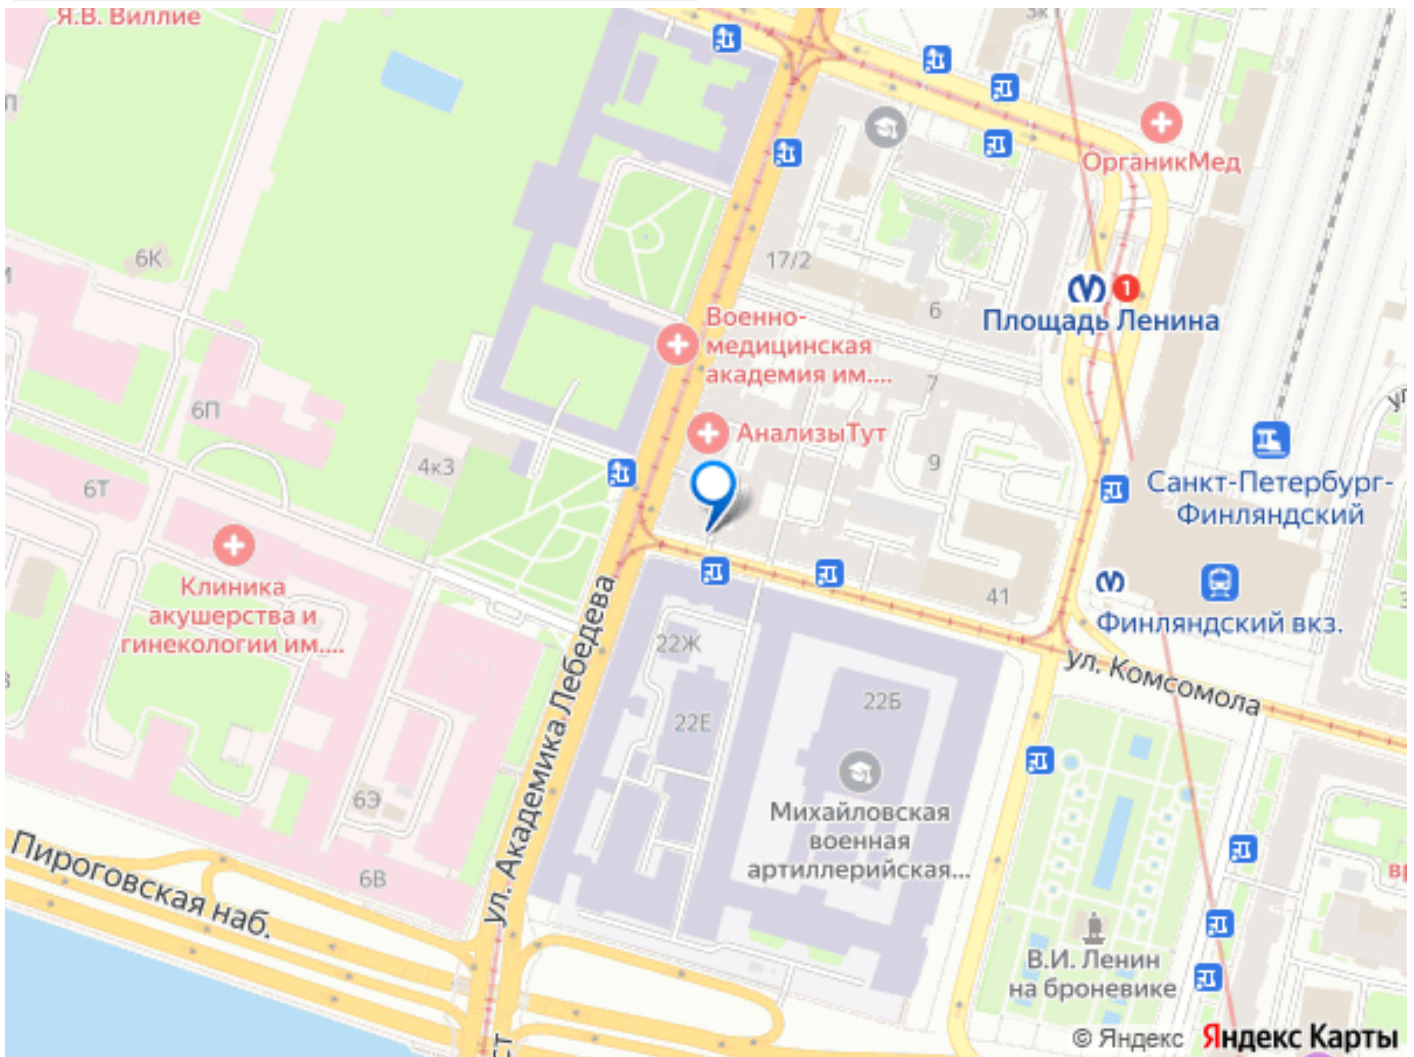 Я.В. Виллие
3к1
ОрганикМед
6К
17/2
6
1
Площадь Ленина
Военно-
медицинская
академия им....
7
6П
АнализыТут
4к3
9
6Т
Санкт-Петербург-
Финляндский
Клиника
акушерства и
гинекологии им....
41
Финляндский вкз.
ул. Комсомола
22Ж
22Е
22Б
ул. Академика Лебедева
6Э
Михайловская
военная
артиллерийская...
Пироговская наб.
6В
В.И. Ленин
на броневике
© Яндекс Яндекс Карты